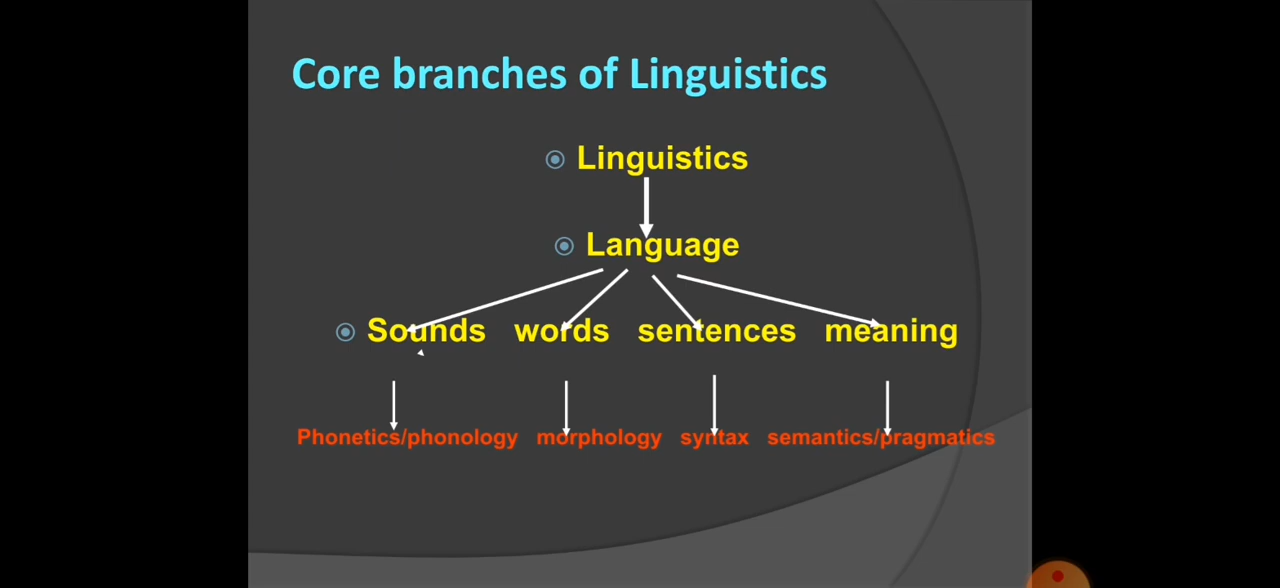 Core branches of Linguistics
Linguistics
Language
Sounds words sentences meaning
Phonetics/phonology morphology syntax semantics/pragmatics